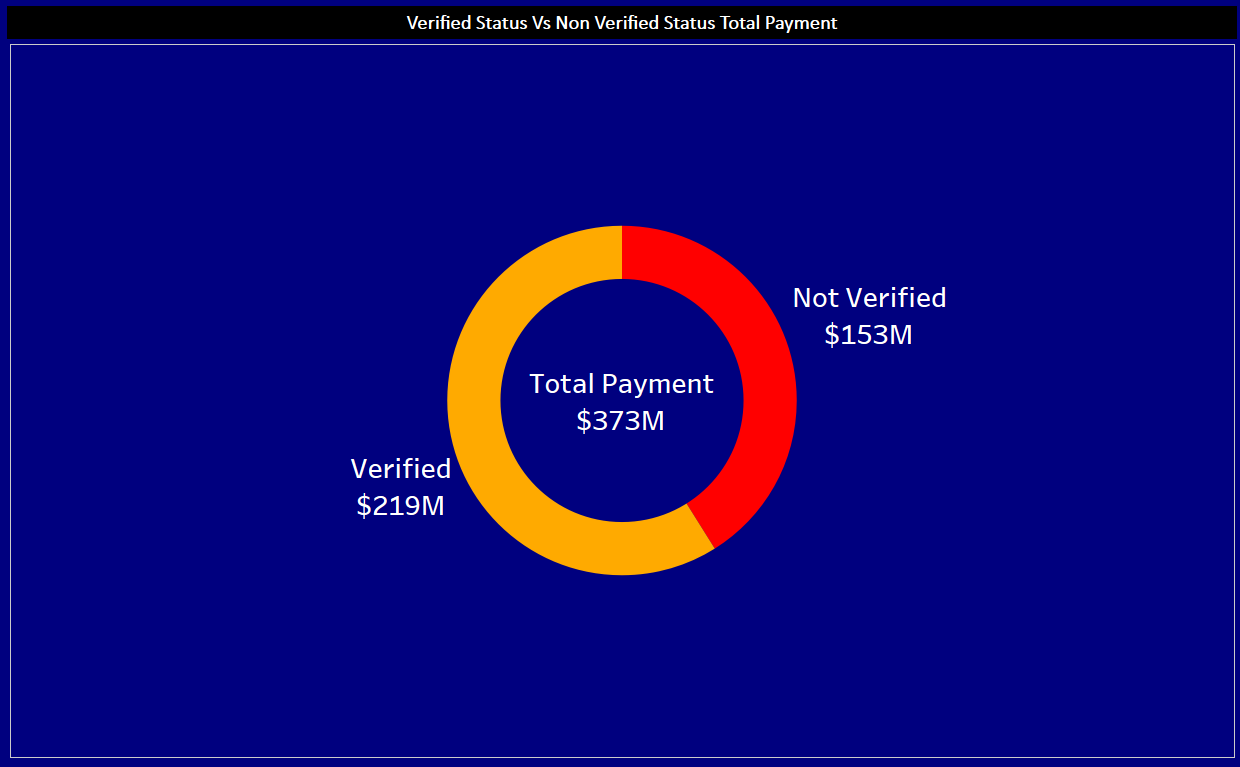 Verified Status Vs Non Verified Status Total Payment
Not Verified
$153M
Total Payment
$373M
Verified
$219M